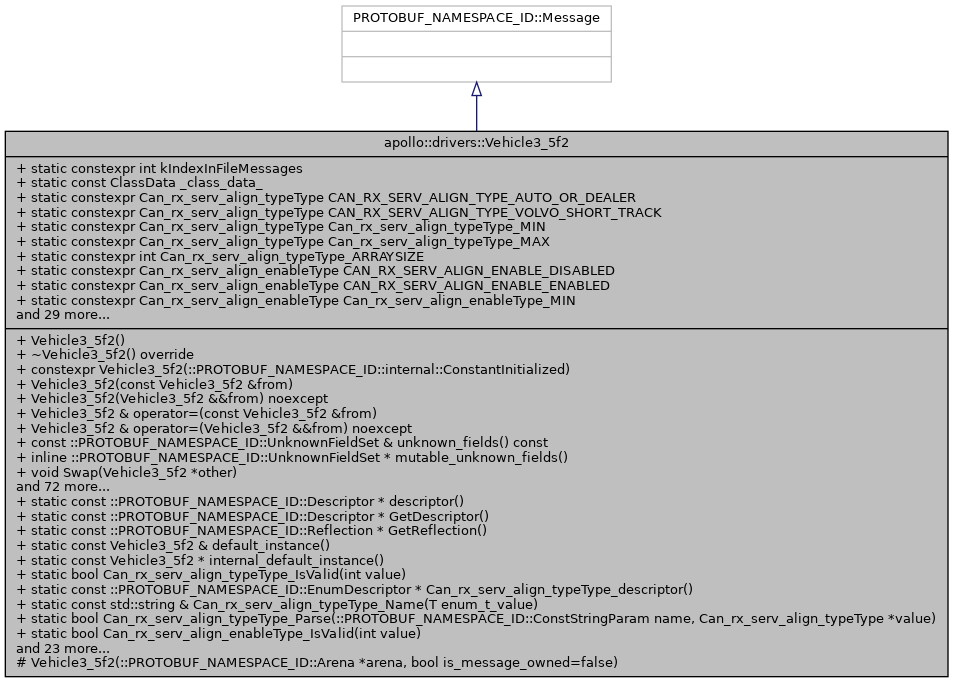 PROTOBUF_NAMESPACE_ID::Message
apollo::drivers::Vehicle3_5f2
+ static constexpr int kIndexInFileMessages
+ static const ClassData _class_data_
+ static constexpr Can_rx_serv_align_typeType CAN_RX_SERV_ALIGN_TYPE_AUTO_OR_DEALER
+ static constexpr Can_rx_serv_align_typeType CAN_RX_SERV_ALIGN_TYPE_VOLVO_SHORT_TRACK
+ static constexpr Can_rx_serv_align_typeType Can_rx_serv_align_typeType_MIN
+ static constexpr Can_rx_serv_align_typeType Can_rx_serv_align_typeType_MAX
+ static constexpr int Can_rx_serv_align_typeType_ARRAYSIZE
+ static constexpr Can_rx_serv_align_enableType CAN_RX_SERV_ALIGN_ENABLE_DISABLED
+ static constexpr Can_rx_serv_align_enableType CAN_RX_SERV_ALIGN_ENABLE_ENABLED
+ static constexpr Can_rx_serv_align_enableType Can_rx_serv_align_enableType_MIN
and 29 more...
+ Vehicle3_5f2()
+ ~Vehicle3_5f2() override
+ constexpr Vehicle3_5f2(::PROTOBUF_NAMESPACE_ID::internal::ConstantInitialized)
+ Vehicle3_5f2(const Vehicle3_5f2 &from)
+ Vehicle3_5f2(Vehicle3_5f2 &&from) noexcept
+ Vehicle3_5f2 & operator=(const Vehicle3_5f2 &from)
+ Vehicle3_5f2 & operator=(Vehicle3_5f2 &&from) noexcept
+ const ::PROTOBUF_NAMESPACE_ID::UnknownFieldSet & unknown_fields() const
+ inline ::PROTOBUF_NAMESPACE_ID::UnknownFieldSet * mutable_unknown_fields()
+ void Swap(Vehicle3_5f2 *other)
and 72 more...
+ static const ::PROTOBUF_NAMESPACE_ID::Descriptor * descriptor()
+ static const ::PROTOBUF_NAMESPACE_ID::Descriptor * GetDescriptor()
+ static const ::PROTOBUF_NAMESPACE_ID::Reflection * GetReflection()
+ static const Vehicle3_5f2 & default_instance()
+ static const Vehicle3_5f2 * internal_default_instance()
+ static bool Can_rx_serv_align_typeType_IsValid(int value)
+ static const ::PROTOBUF_NAMESPACE_ID::EnumDescriptor * Can_rx_serv_align_typeType_descriptor()
+ static const std::string & Can_rx_serv_align_typeType_Name(T enum_t_value)
+ static bool Can_rx_serv_align_typeType_Parse(::PROTOBUF_NAMESPACE_ID::ConstStringParam name, Can_rx_serv_align_typeType *value)
+ static bool Can_rx_serv_align_enableType_IsValid(int value)
and 23 more...
# Vehicle3_5f2(::PROTOBUF_NAMESPACE_ID::Arena *arena, bool is_message_owned=false)